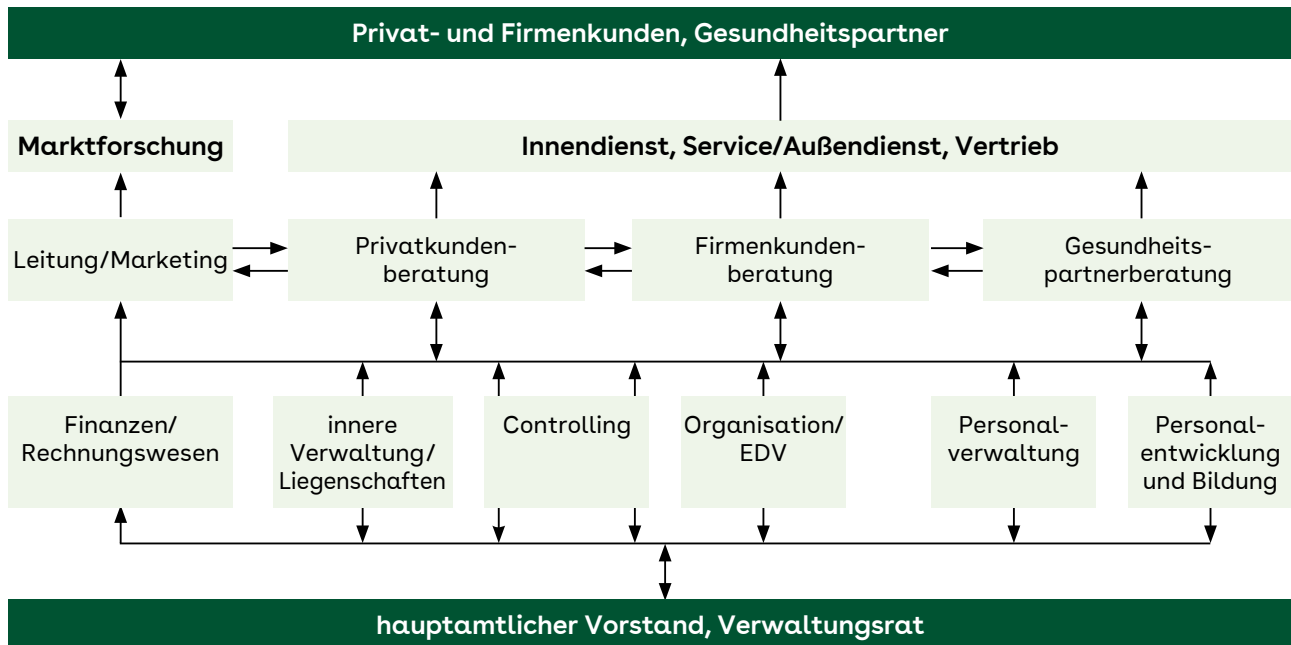 Privat- und Firmenkunden, Gesundheitspartner
Marktforschung
Innendienst, Service/Außendienst, Vertrieb
Leitung/Marketing
Privatkunden-
beratung
Firmenkunden-
beratung
Gesundheits-
partnerberatung
Finanzen/
Rechnungswesen
innere
Verwaltung/
Liegenschaften
Controlling
Organisation/
EDV
Personal-
verwaltung
Personal-
entwicklung
und Bildung
hauptamtlicher Vorstand, Verwaltungsrat